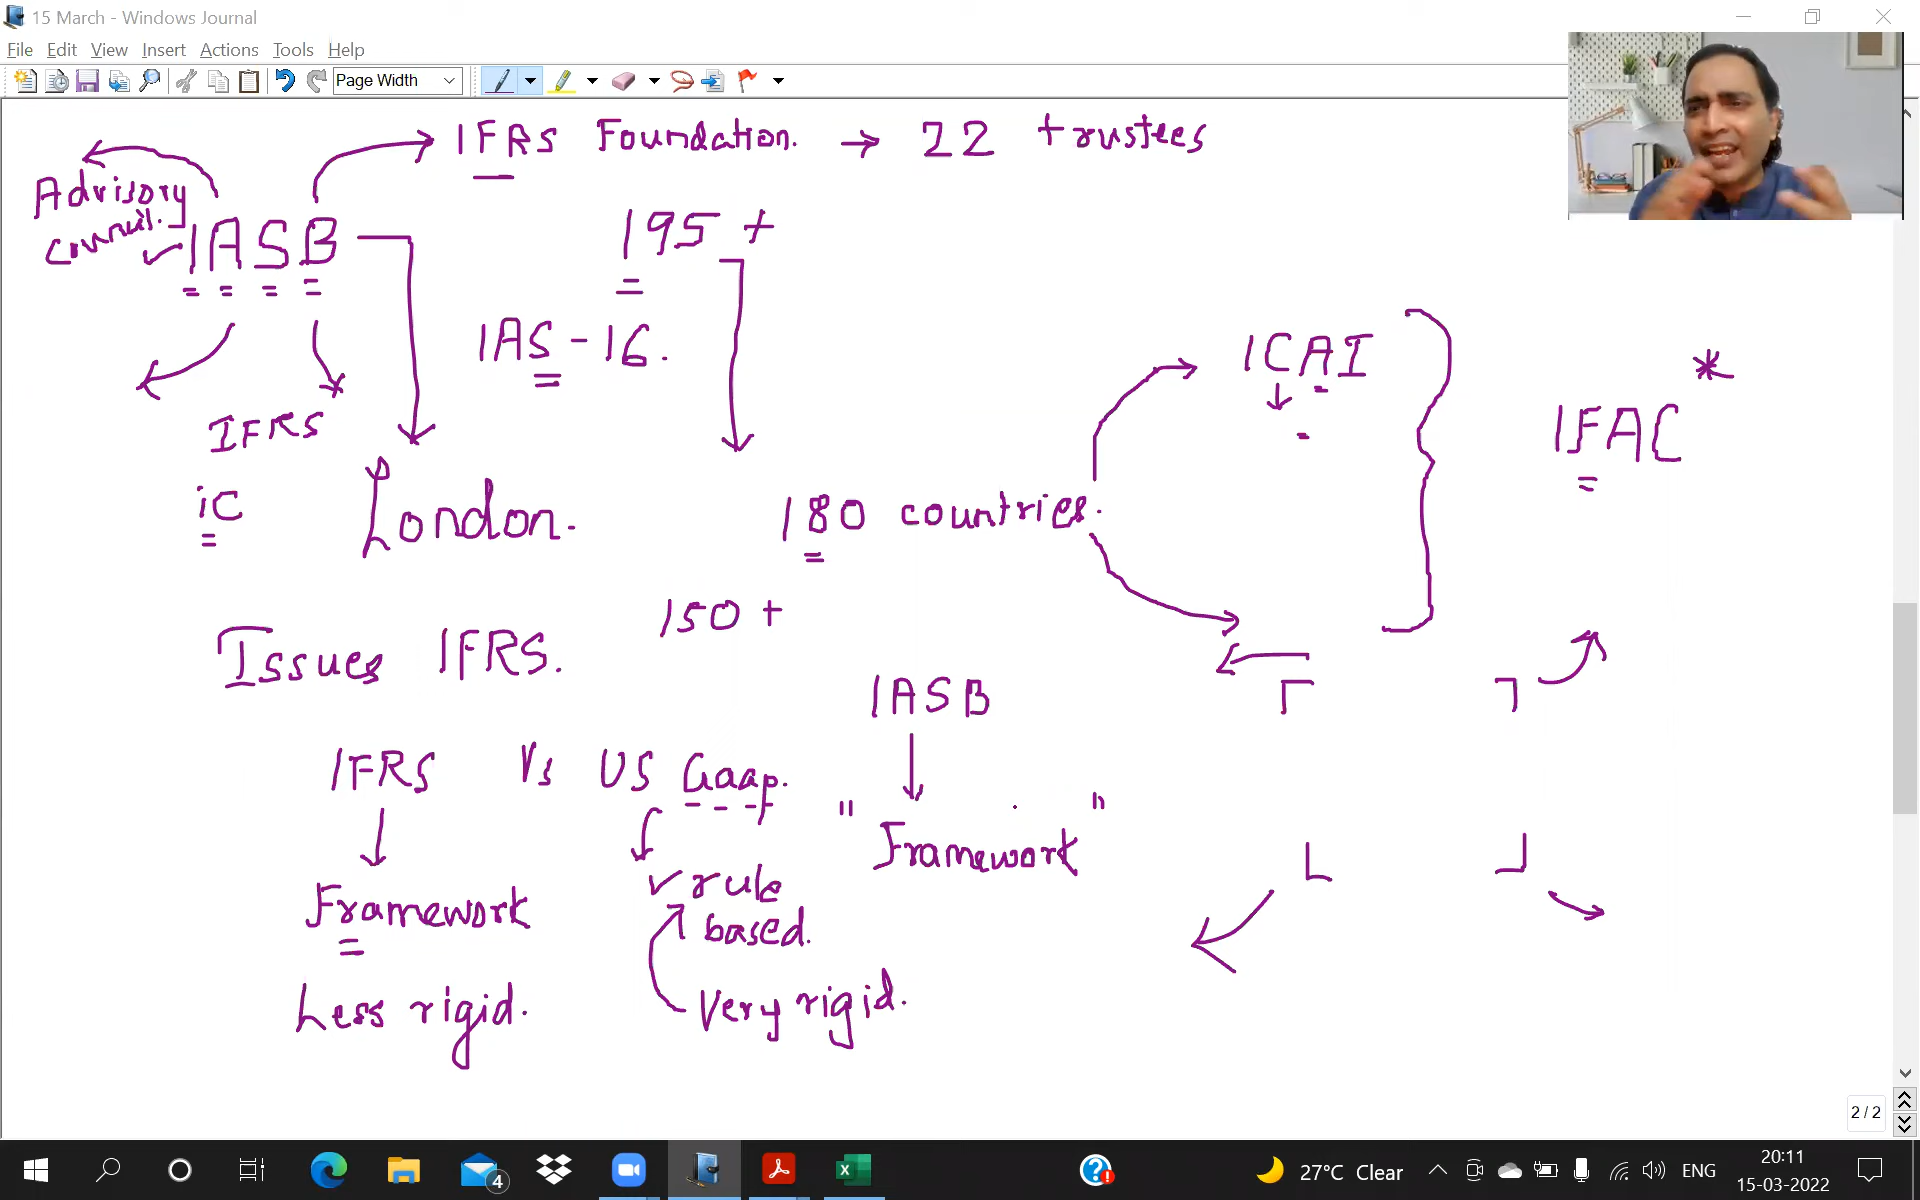 15 March - Windows Journal
File Edit View Insert Actions Tools Help
Page Width
IFRS Foundation. → 22 trustees
Advisory
council.
IASB
195 +
IAS - 16.
ICAI
IFAC
IFRS
iC
London.
180 countries.
150 +
Issues IFRS.
IASB
IFRS Vs US Gaap.
" Framework "
Framework
rule
based.
Less rigid.
Very rigid.
2 / 2
4
27°C Clear
ENG
20:11
15-03-2022